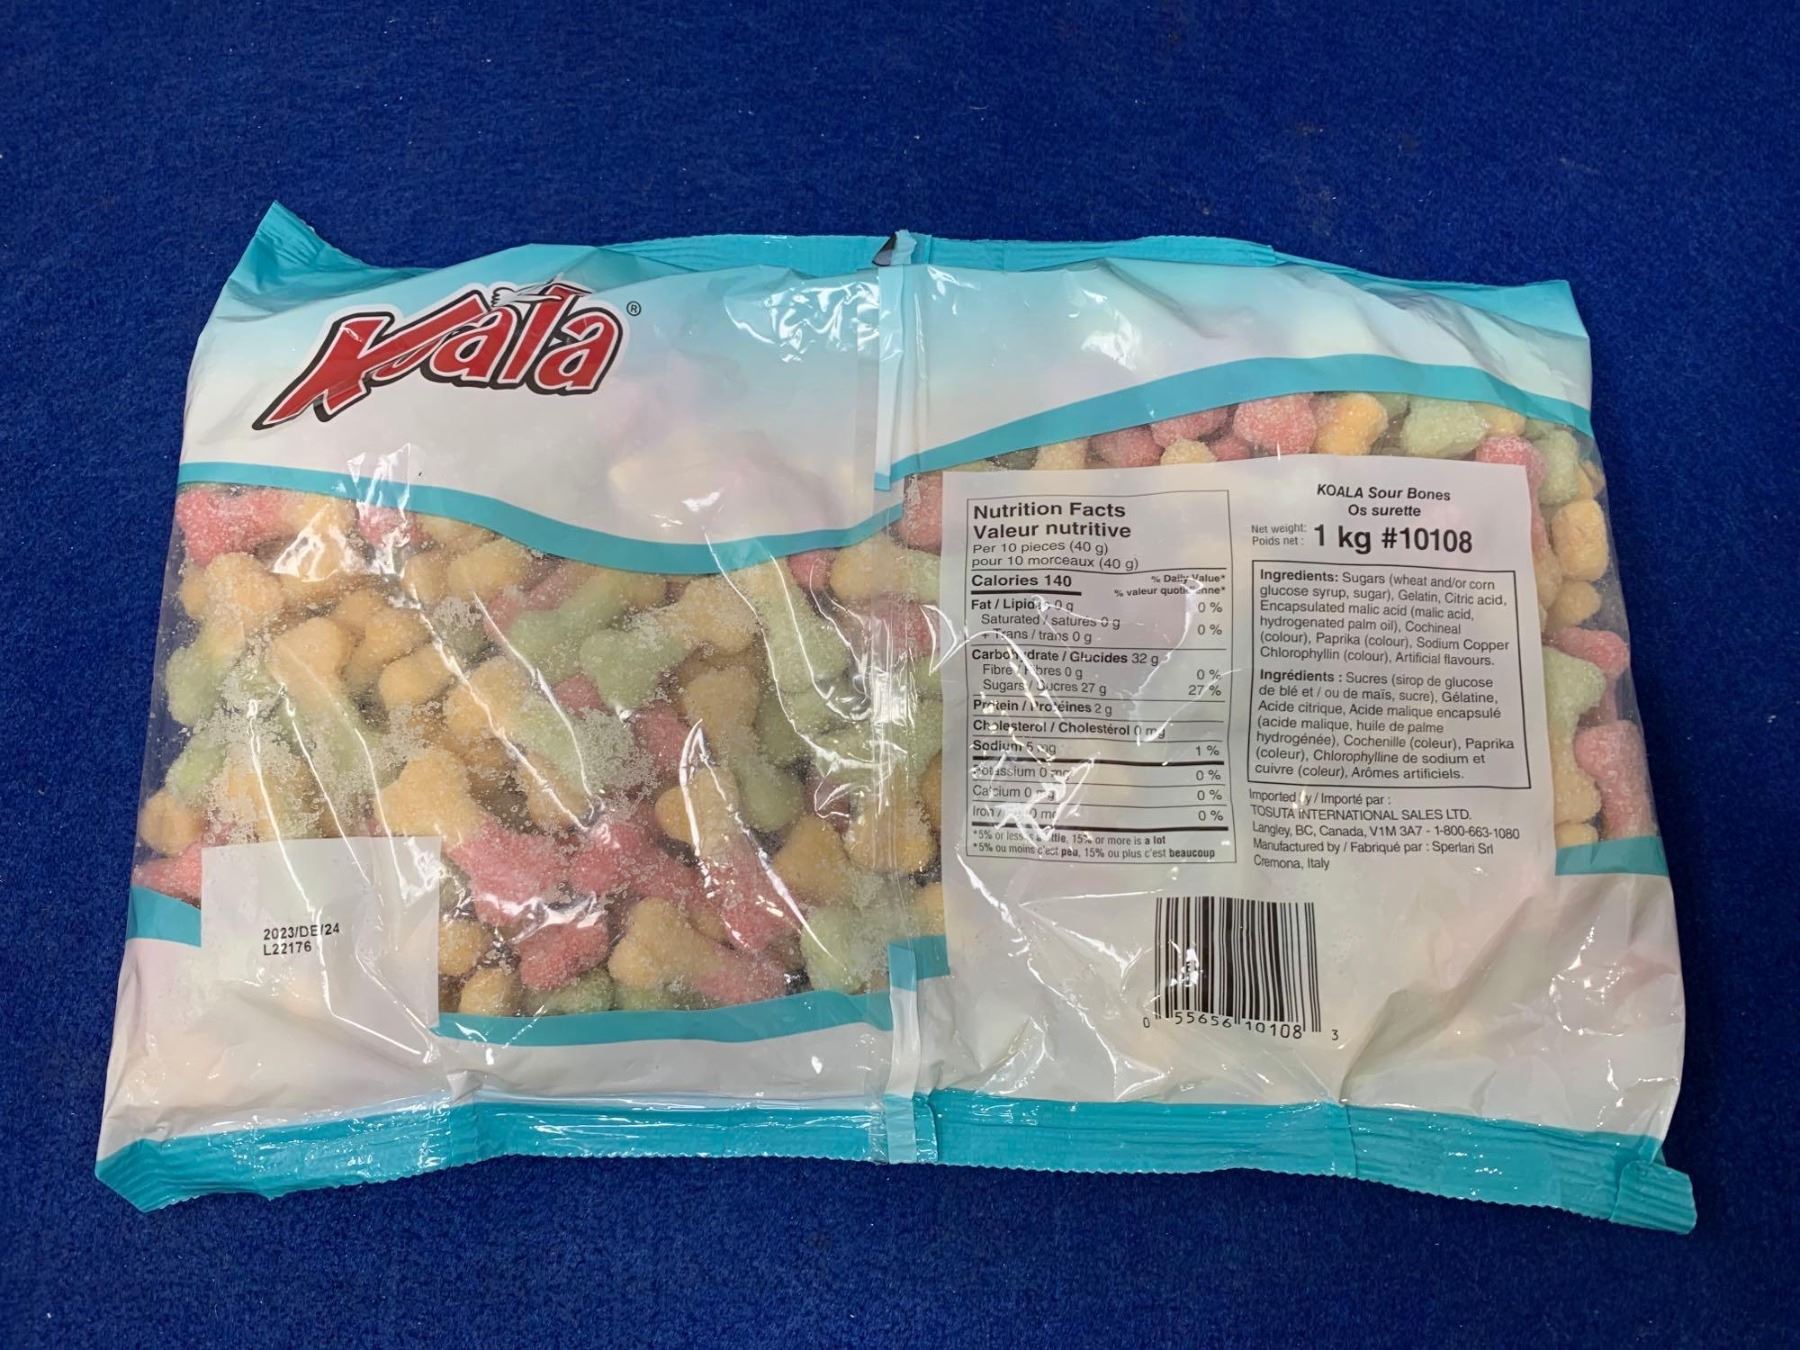 Koala®
2023/DE/24
L22176
Nutrition Facts
Valeur nutritive
Per 10 pieces (40 g)
pour 10 morceaux (40 g)
Calories 140
% Daily Value*
% valeur quotidienne*
Fat / Lipides 0 g 0 %
Saturated / saturés 0 g
+ Trans / trans 0 g 0 %
Carbohydrate / Glucides 32 g
Fibre / Fibres 0 g 0 %
Sugars / Sucres 27 g 27 %
Protein / Protéines 2 g
Cholesterol / Cholestérol 0 mg
Sodium 5 mg 1 %
Potassium 0 mg 0 %
Calcium 0 mg 0 %
Iron / 0 mg 0 %
*5% or less is a little, 15% or more is a lot
*5% ou moins c'est peu, 15% ou plus c'est beaucoup
KOALA Sour Bones
Os surette
Net weight:
Poids net :
1 kg #10108
Ingredients: Sugars (wheat and/or corn
glucose syrup, sugar), Gelatin, Citric acid,
Encapsulated malic acid (malic acid,
hydrogenated palm oil), Cochineal
(colour), Paprika (colour), Sodium Copper
Chlorophyllin (colour), Artificial flavours.
Ingrédients : Sucres (sirop de glucose
de blé et / ou de maïs, sucre), Gélatine,
Acide citrique, Acide malique encapsulé
(acide malique, huile de palme
hydrogénée), Cochenille (coleur), Paprika
(coleur), Chlorophylline de sodium et
cuivre (coleur), Arômes artificiels.
Imported by / Importé par :
TOSUTA INTERNATIONAL SALES LTD.
Langley, BC, Canada, V1M 3A7 - 1-800-663-1080
Manufactured by / Fabriqué par : Sperlari Srl
Cremona, Italy
0 55656 10108 3